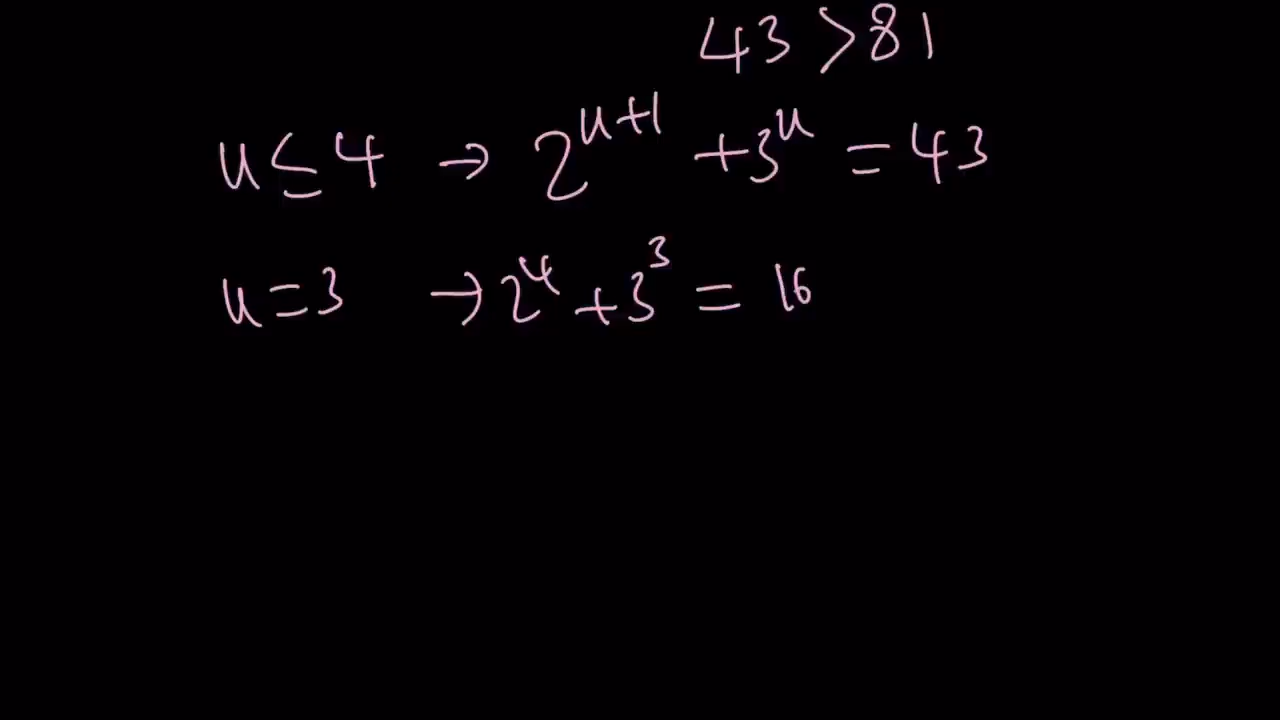 43 > 81
u ≤ 4 → 2^{u+1} + 3^u = 43
u = 3 → 2^4 + 3^3 = 16